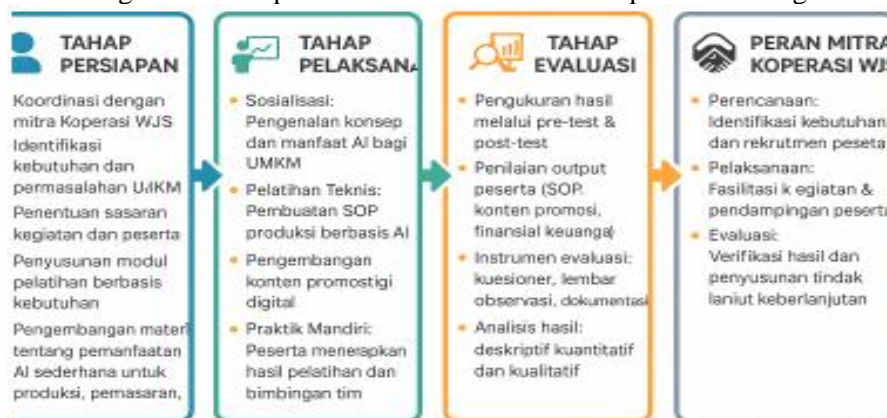 TAHAP
PERSIAPAN
Koordinasi dengan
mitra Koperasi WJS
Identifikasi
kebutuhan dan
permasalahan UJIKM
Penentuan sasaran
kegiatan dan peserta
Penyusunan modul
pelatihan berbasis
kebutuhan
Pengembangan materi
tentang pemanfaatan
AI sederhana untuk
produksi, pemasaran,
TAHAP
PELAKSANA
• Sosialisasi:
Pengenalan konsep
dan manfaat AI bagi
UMKM
• Pelatihan Teknis:
Pembuatan SOP
produksi berbasis AI
• Pengembangan
konten promostigi
digital
• Praktik Mandiri:
Peserta menerapkan
hasil pelatihan dan
bimbingan tim
TAHAP
EVALUASI
• Pengukuran hasil
melalui pre-test &
post-test
• Penilaian output
peserta (SOP.
konten promosi,
finansial keuanga)
• Instrumen evaluasi:
kuesioner, lembar
observasi, dokumentasi
• Analisis hasil:
deskriptif kuantitatif
dan kualitatif
PERAN MITRA
KOPERASI WJS
• Perencanaan:
Identifikasi kebutuhan
dan rekrutmen peseta
• Pelaksanaan:
Fasilitasi k egiatan &
pendampingan peserta
• Evaluasi:
Verifikasi hasil dan
penyusunan tindak
laniut keberlanjutan